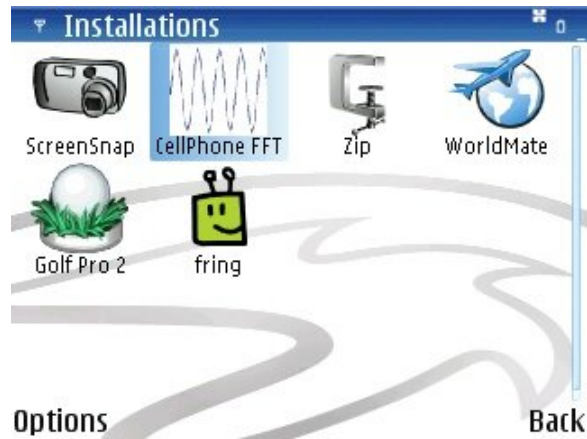 Installations
ScreenSnap CellPhone FFT Zip WorldMate
Golf Pro 2 fring
Options Back